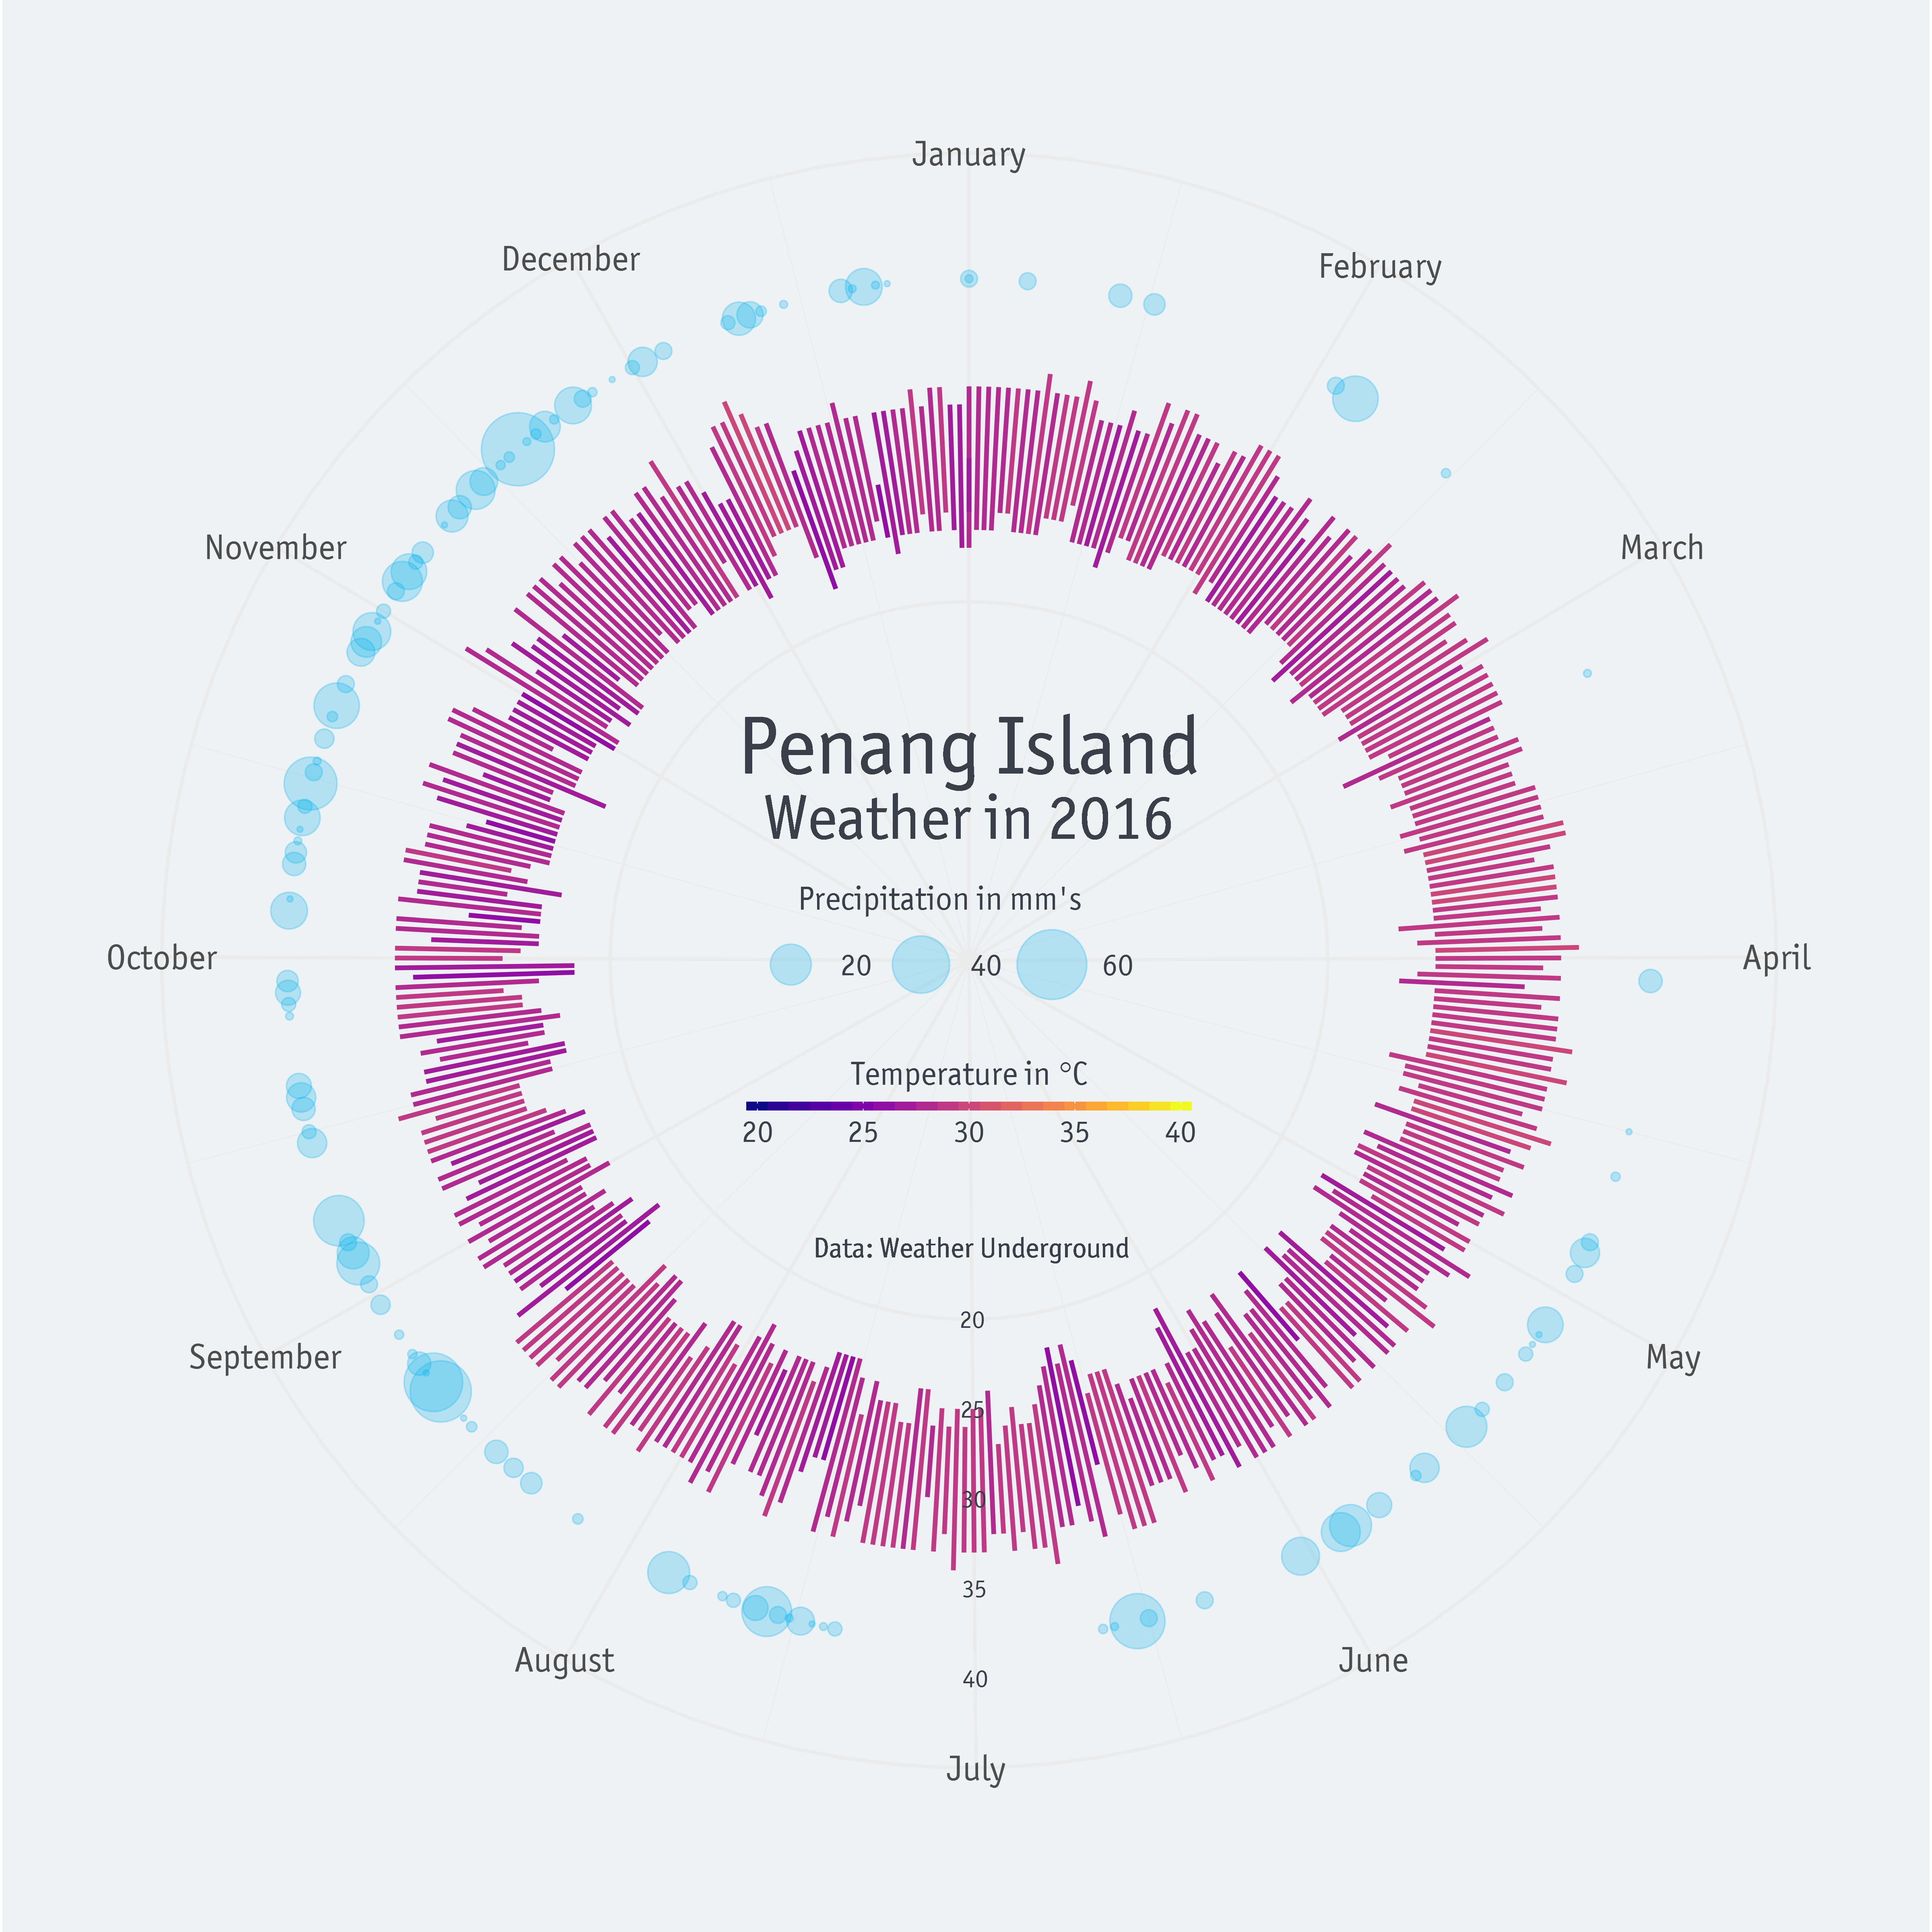 January
December
February
November
March
Penang Island
Weather in 2016
Precipitation in mm's
October
20 40 60
April
Temperature in °C
20 25 30 35 40
Data: Weather Underground
20
September
May
25
30
35
August
June
40
July